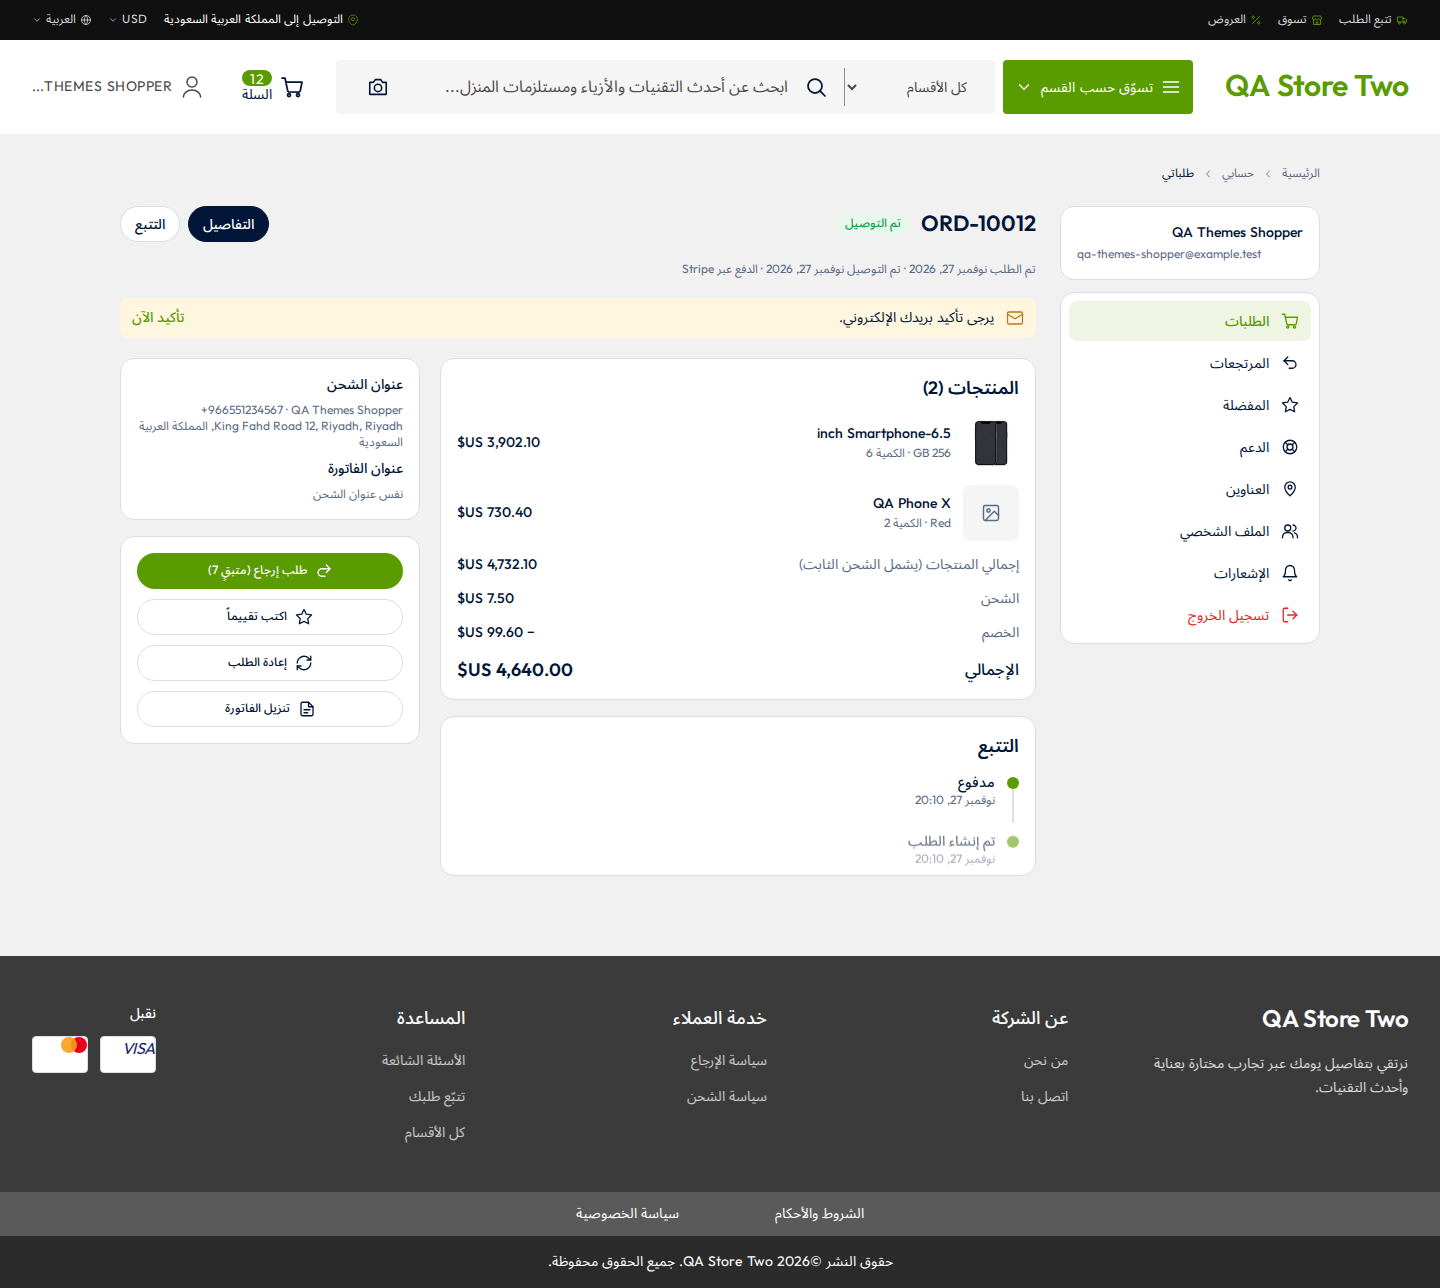 تتبع الطلب
تسوق
العروض
التوصيل إلى المملكة العربية السعودية
USD
العربية
QA Store Two
تسوّق حسب القسم
كل الأقسام
ابحث عن أحدث التقنيات والأزياء ومستلزمات المنزل...
12
السلة
THEMES SHOPPER...
الرئيسية
حسابي
طلباتي
QA Themes Shopper
qa-themes-shopper@example.test
الطلبات
المرتجعات
المفضلة
الدعم
العناوين
الملف الشخصي
الإشعارات
تسجيل الخروج
ORD-10012
تم التوصيل
التفاصيل
التتبع
تم الطلب نوفمبر 27, 2026 · تم التوصيل نوفمبر 27, 2026 · الدفع عبر Stripe
يرجى تأكيد بريدك الإلكتروني.
تأكيد الآن
المنتجات (2)
inch Smartphone-6.5
256 GB · الكمية 6
$US 3,902.10
QA Phone X
Red · الكمية 2
$US 730.40
إجمالي المنتجات (يشمل الشحن الثابت)
$US 4,732.10
الشحن
$US 7.50
الخصم
$US 99.60 −
الإجمالي
$US 4,640.00
التتبع
مدفوع
نوفمبر 27, 20:10
تم إنشاء الطلب
نوفمبر 27, 20:10
عنوان الشحن
QA Themes Shopper · 966551234567+
King Fahd Road 12, Riyadh, Riyadh, المملكة العربية
السعودية
عنوان الفاتورة
نفس عنوان الشحن
طلب إرجاع (متبقٍ 7)
اكتب تقييماً
إعادة الطلب
تنزيل الفاتورة
QA Store Two
نرتقي بتفاصيل يومك عبر تجارب مختارة بعناية
وأحدث التقنيات.
عن الشركة
من نحن
اتصل بنا
خدمة العملاء
سياسة الإرجاع
سياسة الشحن
المساعدة
الأسئلة الشائعة
تتبّع طلبك
كل الأقسام
نقبل
VISA
الشروط والأحكام
سياسة الخصوصية
حقوق النشر ©2026 QA Store Two. جميع الحقوق محفوظة.